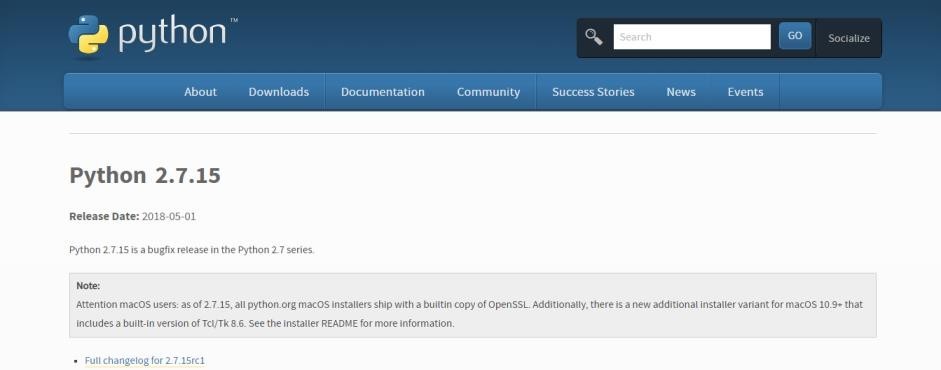 python™
Search
GO
Socialize
About Downloads Documentation Community Success Stories News Events
Python 2.7.15
Release Date: 2018-05-01
Python 2.7.15 is a bugfix release in the Python 2.7 series.
Note:
Attention macOS users: as of 2.7.15, all python.org macOS installers ship with a builtin copy of OpenSSL. Additionally, there is a new additional installer variant for macOS 10.9+ that
includes a built-in version of Tcl/Tk 8.6. See the installer README for more information.
Full changelog for 2.7.15rc1